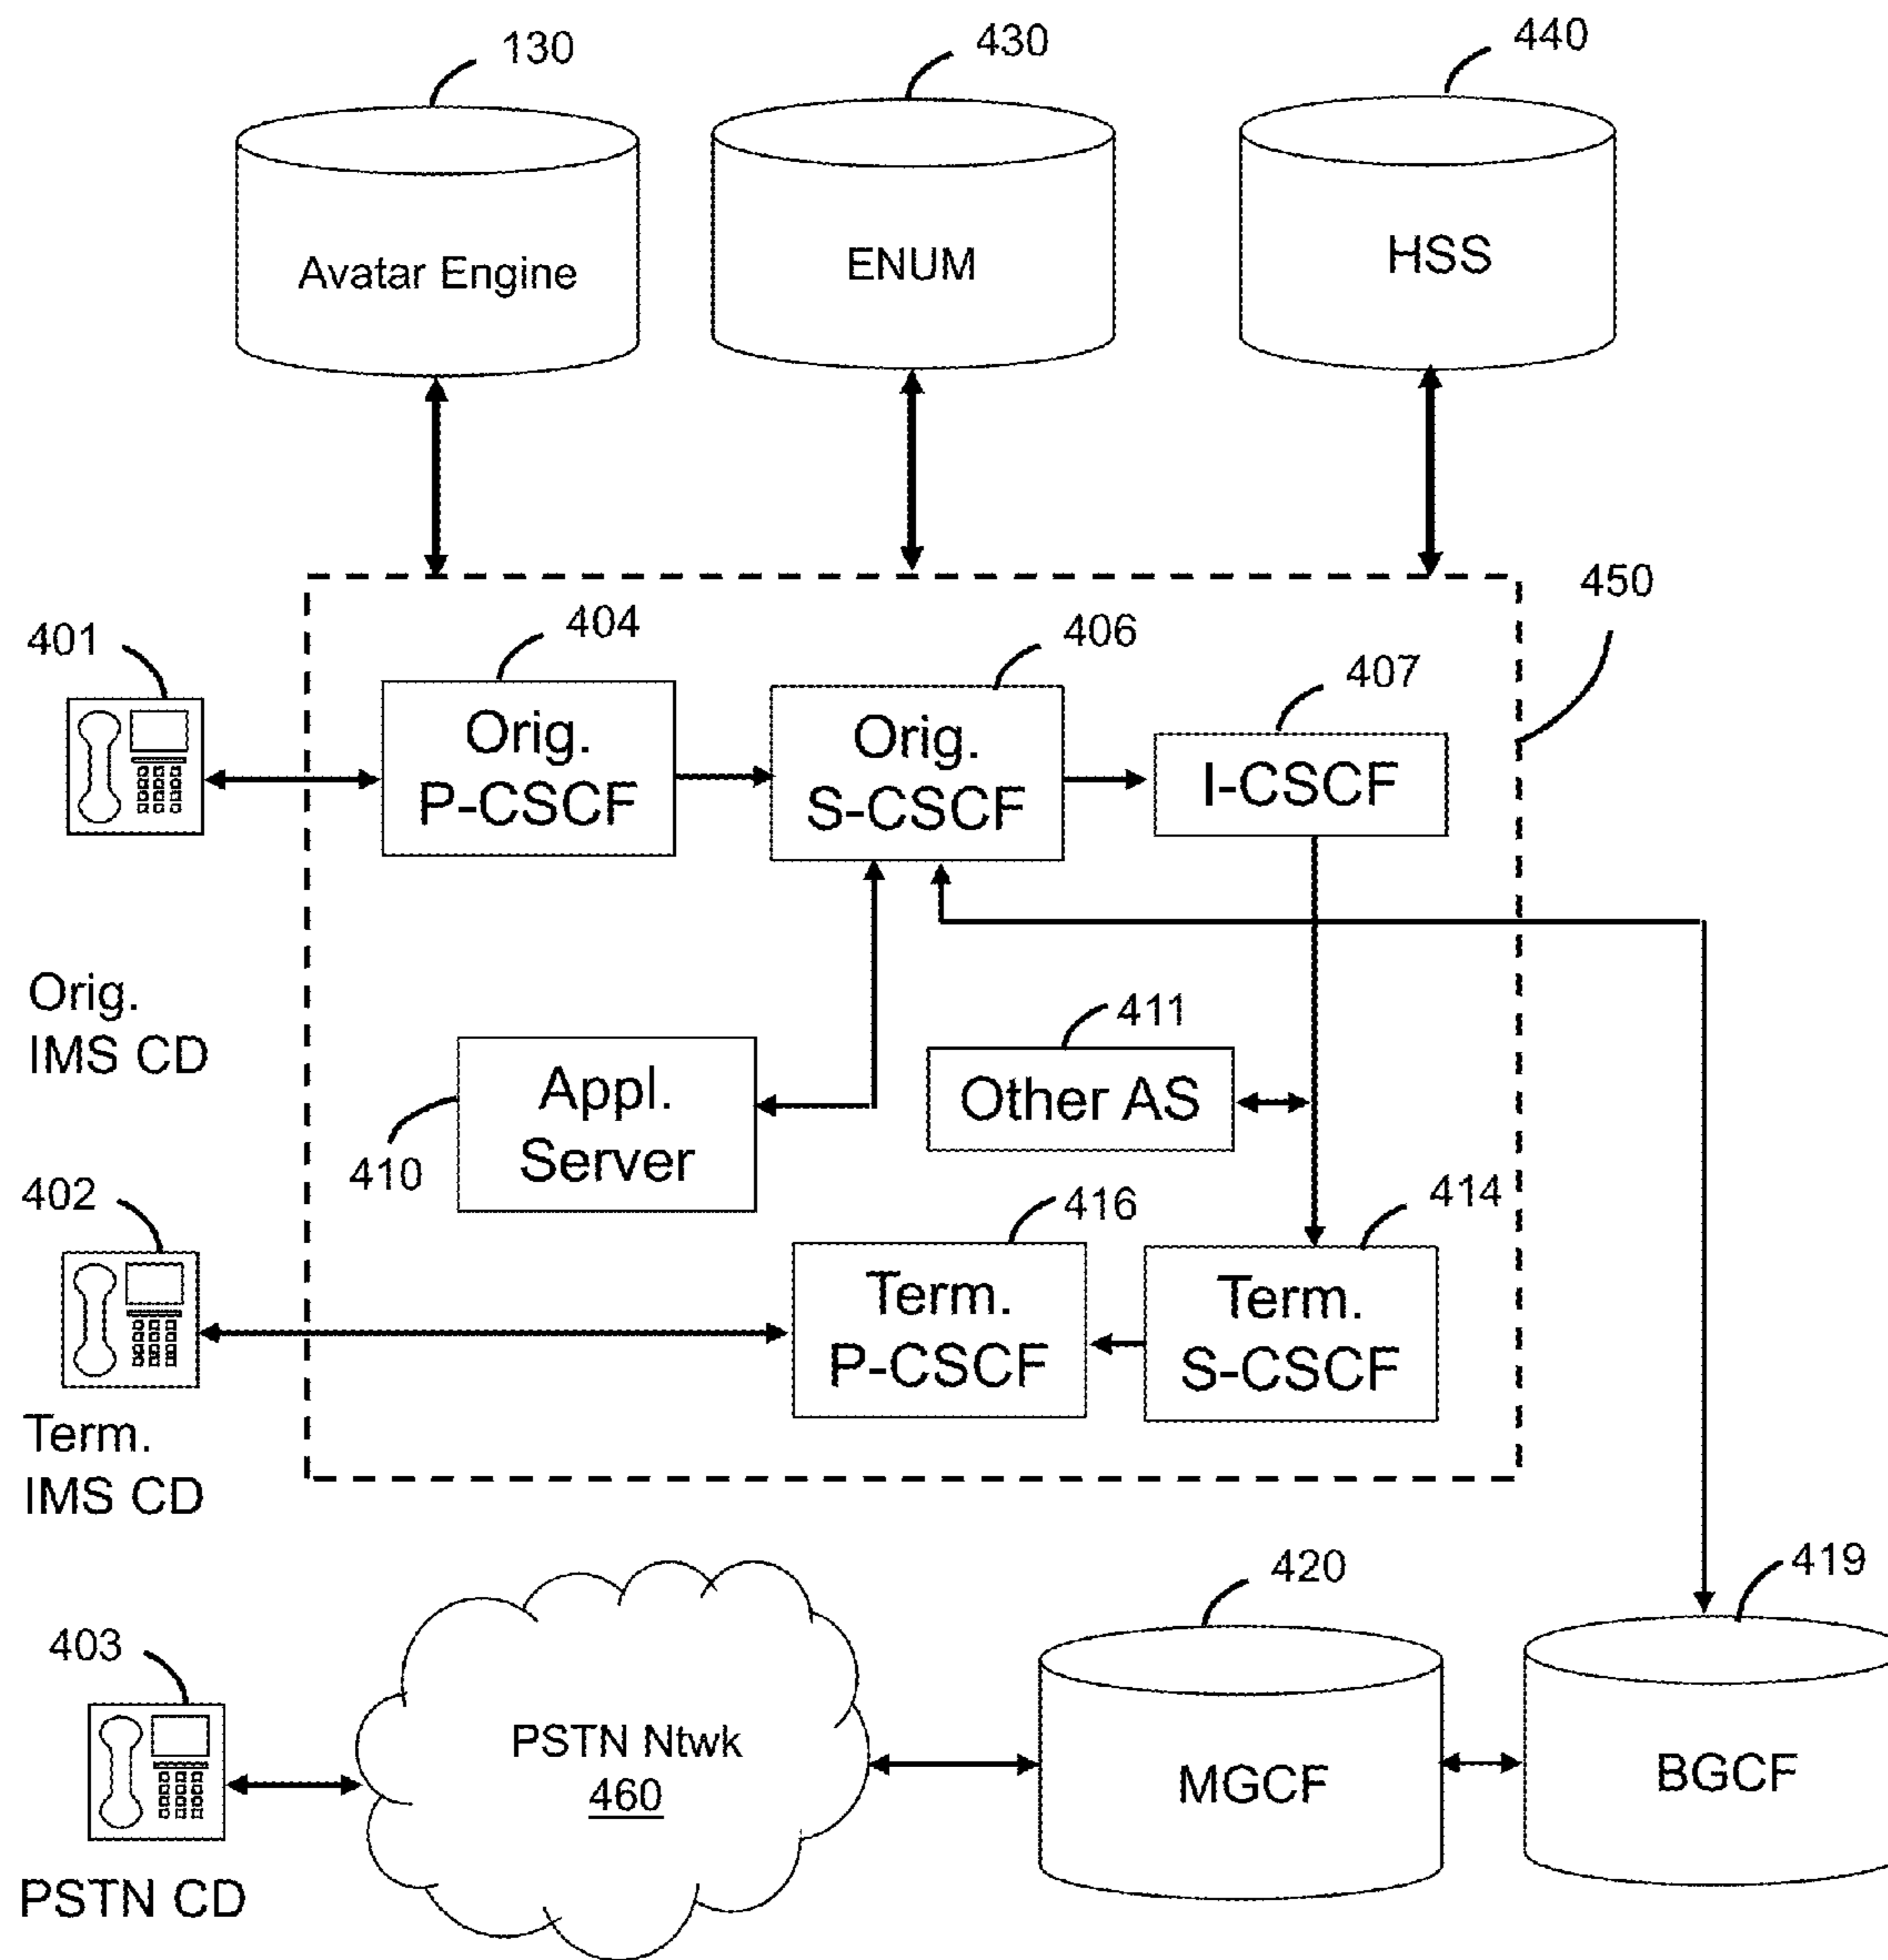 130
430
440
Avatar Engine
ENUM
HSS
450
401
404
406
407
Orig.
P-CSCF
Orig.
S-CSCF
I-CSCF
Orig.
IMS CD
411
Other AS
Appl.
Server
410
402
416
414
Term.
P-CSCF
Term.
S-CSCF
Term.
IMS CD
420
419
403
PSTN Ntwk
460
MGCF
BGCF
PSTN CD